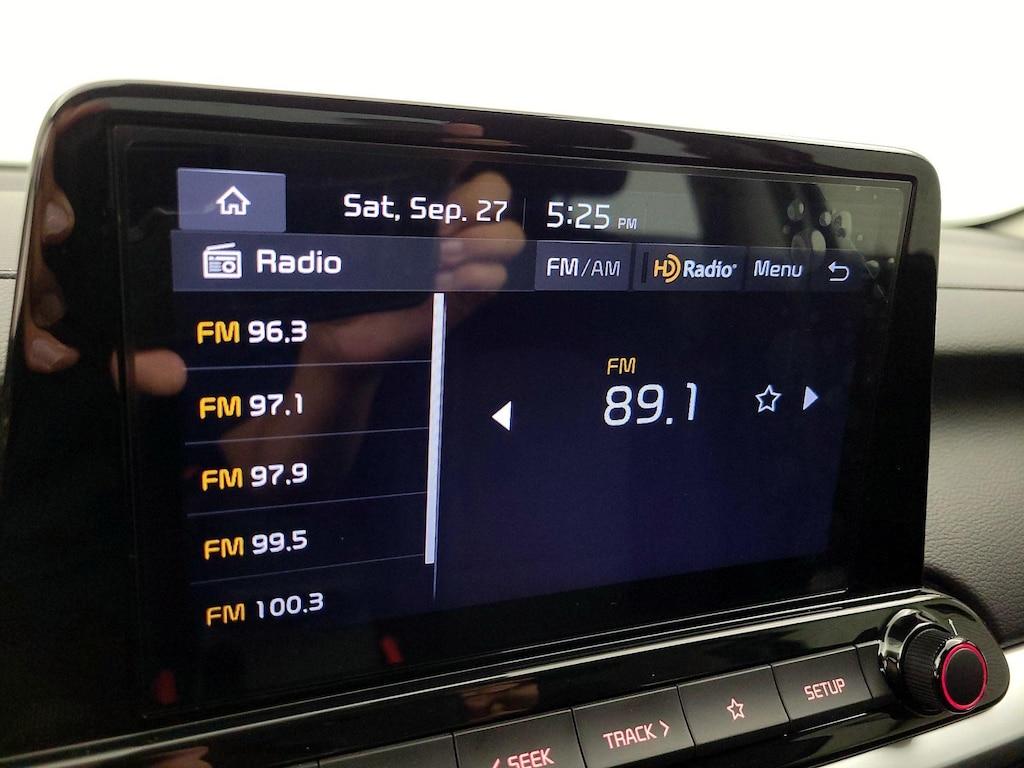 Sat, Sep. 27 5:25 PM
Radio FM/AM HD Radio® Menu
FM 96.3
FM 97.1
FM 97.9
FM 99.5
FM 100.3
FM
89.1
SEEK TRACK SETUP